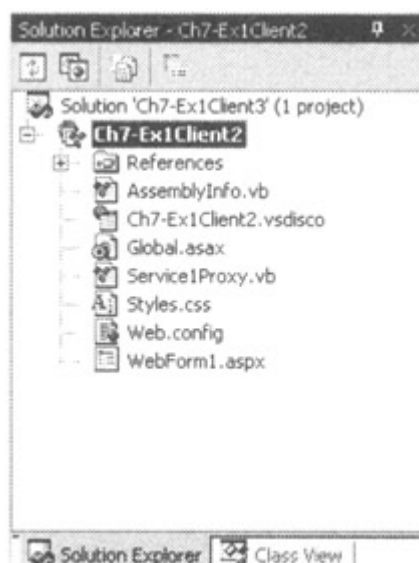 Solution Explorer - Ch7-Ex1Client2
Solution 'Ch7-Ex1Client3' (1 project)
Ch7-Ex1Client2
References
AssemblyInfo.vb
Ch7-Ex1Client2.vsdisco
Global.asax
Service1Proxy.vb
Styles.css
Web.config
WebForm1.aspx
Solution Explorer
Class View